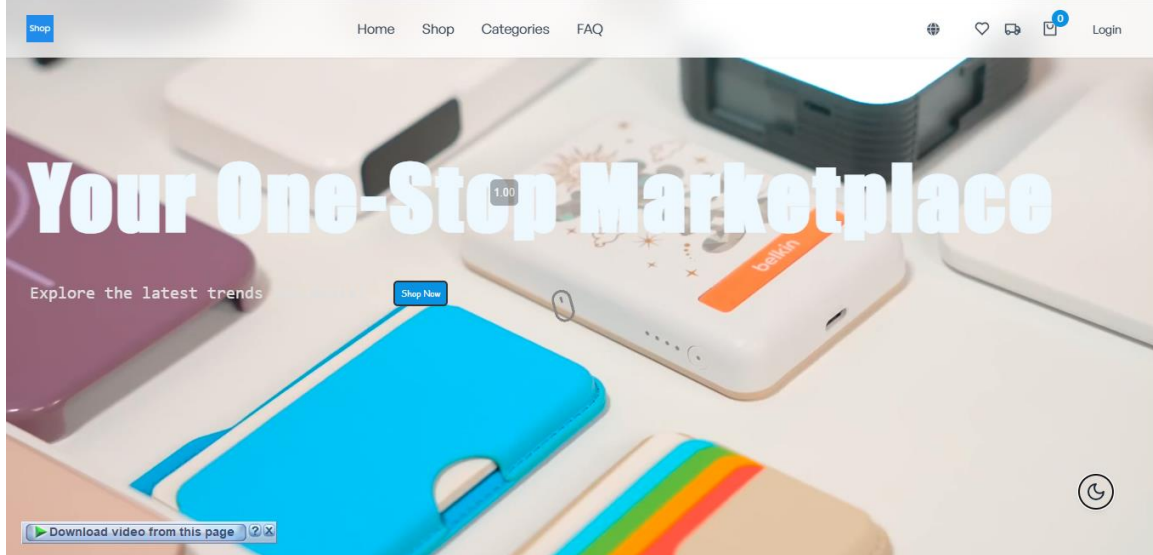 Shop
Home Shop Categories FAQ
0
Login
Your One-Stop Marketplace
1.00
belkin
Explore the latest trends
Shop Now
Download video from this page ? x